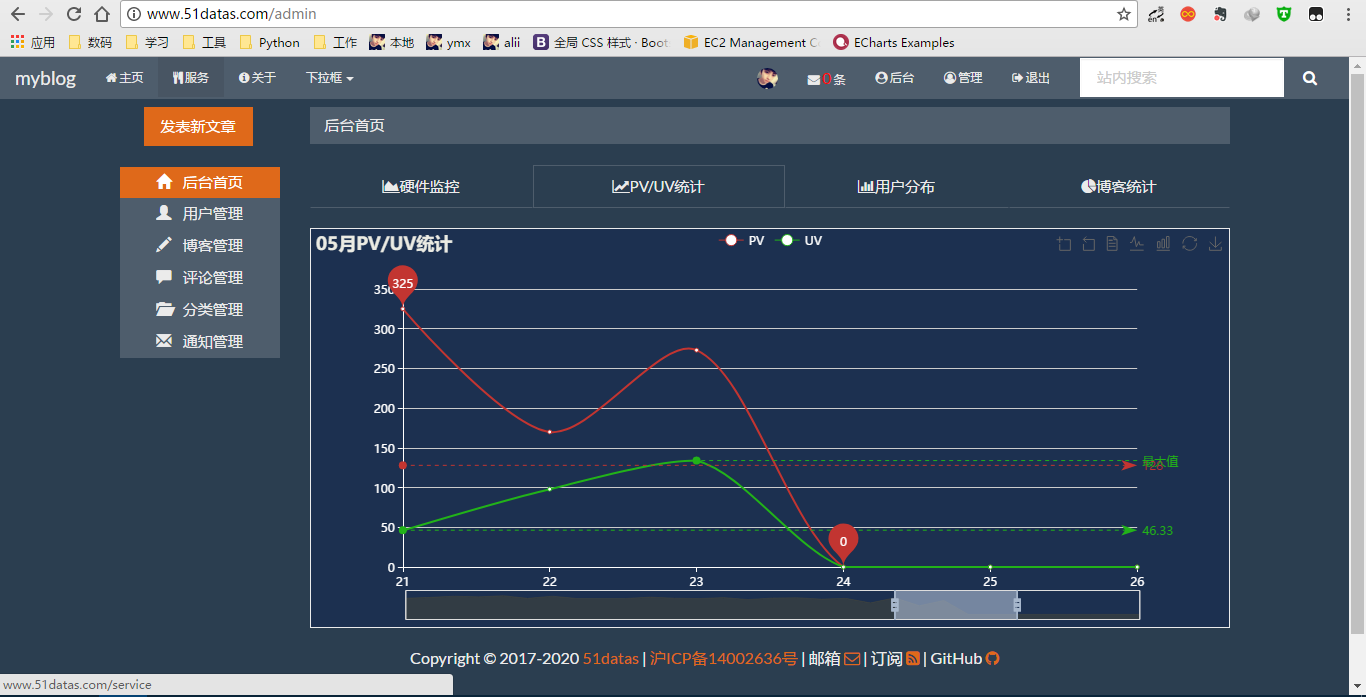 www.51datas.com/admin
应用 数码 学习 工具 Python 工作 本地 ymx alii B 全局 CSS 样式 · Boot EC2 Management C ECharts Examples
myblog 主页 服务 关于 下拉框 0条 后台 管理 退出 站内搜索
发表新文章
后台首页
用户管理
博客管理
评论管理
分类管理
通知管理
后台首页
硬件监控 PV/UV统计 用户分布 博客统计
05月PV/UV统计
PV UV
325
350
300
250
200
150
100
50
0
最大值
46.33
0
21 22 23 24 25 26
Copyright © 2017-2020 51datas | 沪ICP备14002636号 | 邮箱 | 订阅 | GitHub
www.51datas.com/service